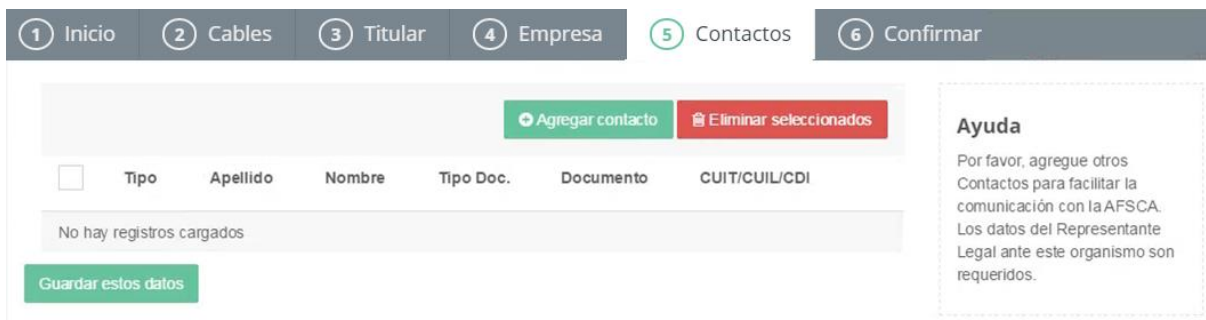 1 Inicio 2 Cables 3 Titular 4 Empresa 5 Contactos 6 Confirmar
Agregar contacto Eliminar seleccionados
Tipo Apellido Nombre Tipo Doc. Documento CUIT/CUIL/CDI
No hay registros cargados
Guardar estos datos
Ayuda
Por favor, agregue otros
Contactos para facilitar la
comunicación con la AFSCA.
Los datos del Representante
Legal ante este organismo son
requeridos.